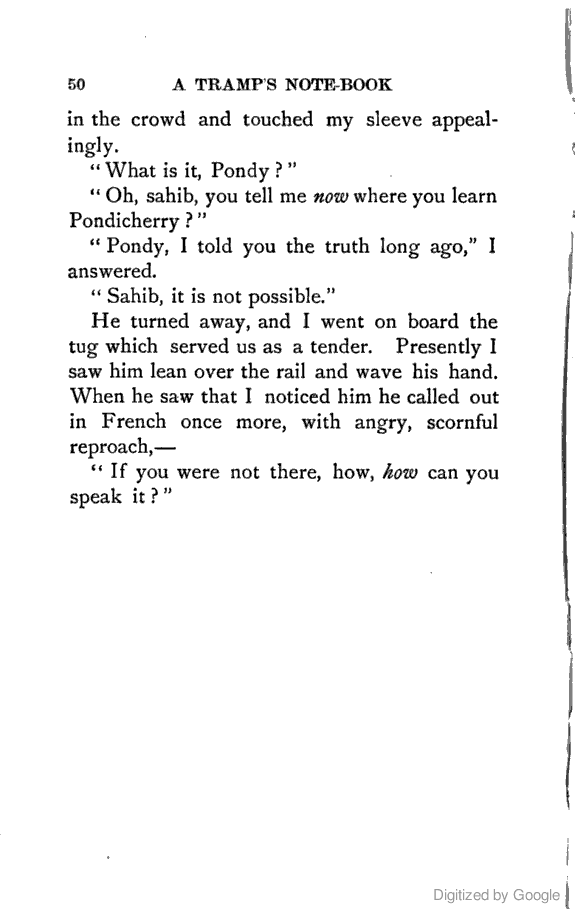 50 A TRAMP'S NOTE-BOOK
in the crowd and touched my sleeve appeal-
ingly.
“ What is it, Pondy ? ”
“ Oh, sahib, you tell me now where you learn
Pondicherry ? ”
“ Pondy, I told you the truth long ago,” I
answered.
“ Sahib, it is not possible.”
He turned away, and I went on board the
tug which served us as a tender. Presently I
saw him lean over the rail and wave his hand.
When he saw that I noticed him he called out
in French once more, with angry, scornful
reproach,—
“ If you were not there, how, how can you
speak it ? ”
Digitized by Google